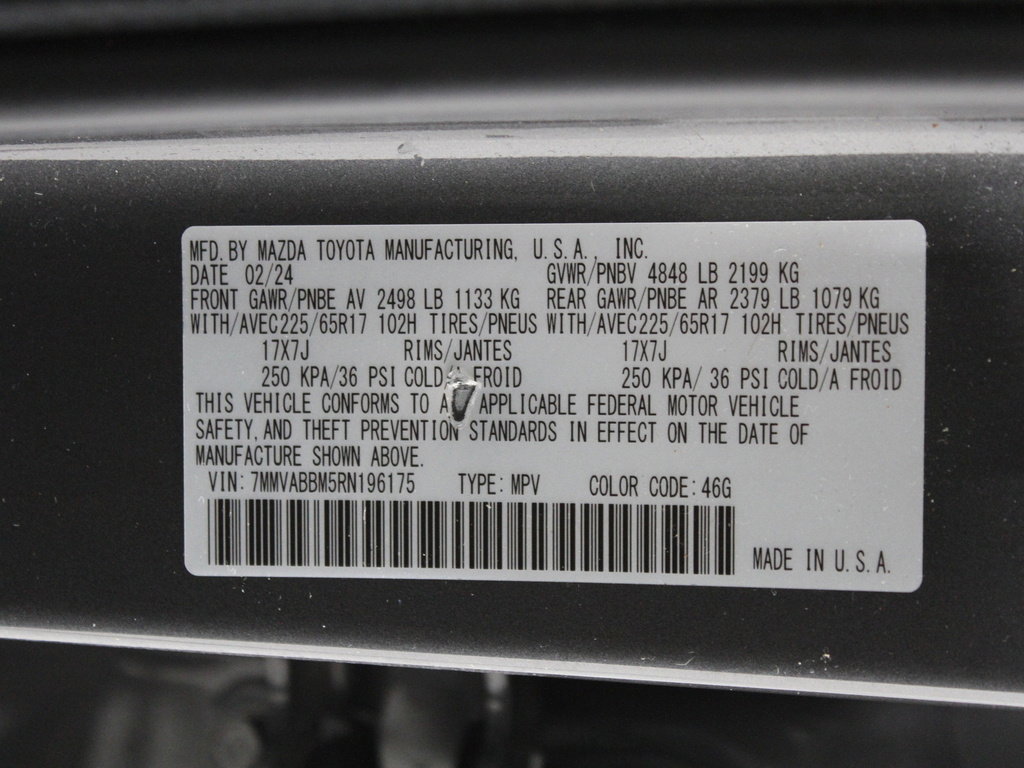 MFD. BY MAZDA TOYOTA MANUFACTURING, U.S.A., INC.
DATE 02/24 GVWR/PNBV 4848 LB 2199 KG
FRONT GAWR/PNBE AV 2498 LB 1133 KG REAR GAWR/PNBE AR 2379 LB 1079 KG
WITH/AVEC225/65R17 102H TIRES/PNEUS WITH/AVEC225/65R17 102H TIRES/PNEUS
17X7J RIMS/JANTES 17X7J RIMS/JANTES
250 KPA/36 PSI COLD/A FROID 250 KPA/ 36 PSI COLD/A FROID
THIS VEHICLE CONFORMS TO APPLICABLE FEDERAL MOTOR VEHICLE
SAFETY, AND THEFT PREVENTION STANDARDS IN EFFECT ON THE DATE OF
MANUFACTURE SHOWN ABOVE.
VIN: 7MMVABBM5RN196175 TYPE: MPV COLOR CODE: 46G
MADE IN U.S.A.